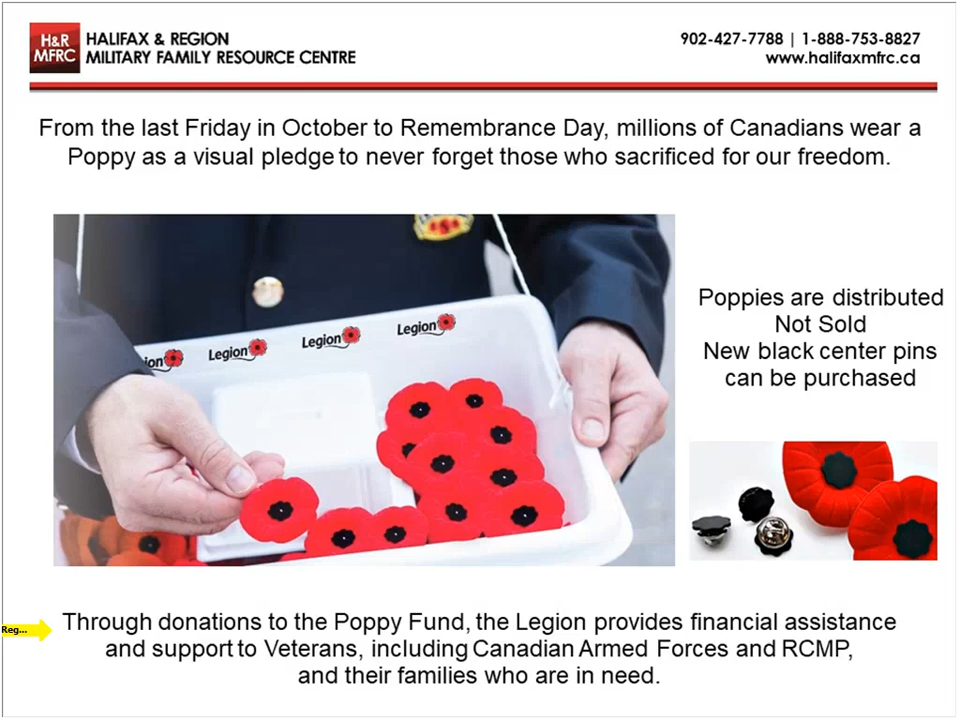 H&R
MFRC
HALIFAX & REGION
MILITARY FAMILY RESOURCE CENTRE
902-427-7788 | 1-888-753-8827
www.halifaxmfrc.ca
From the last Friday in October to Remembrance Day, millions of Canadians wear a
Poppy as a visual pledge to never forget those who sacrificed for our freedom.
ion
Legion
Legion
Legion
Poppies are distributed
Not Sold
New black center pins
can be purchased
Reg...
Through donations to the Poppy Fund, the Legion provides financial assistance
and support to Veterans, including Canadian Armed Forces and RCMP,
and their families who are in need.